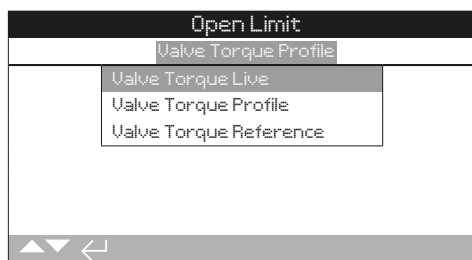 Open Limit
Valve Torque Profile
Valve Torque Live
Valve Torque Profile
Valve Torque Reference